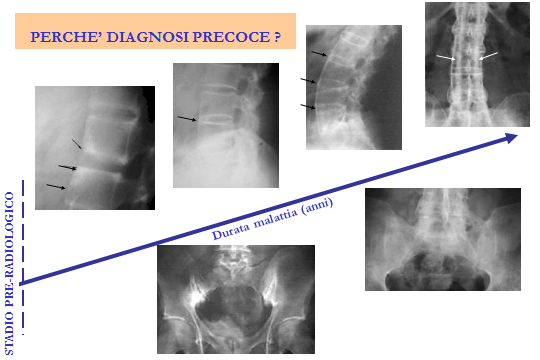 PERCHE' DIAGNOSI PRECOCE ?
Durata malattia (anni)
STADIO PRE-RADIOLOGICO